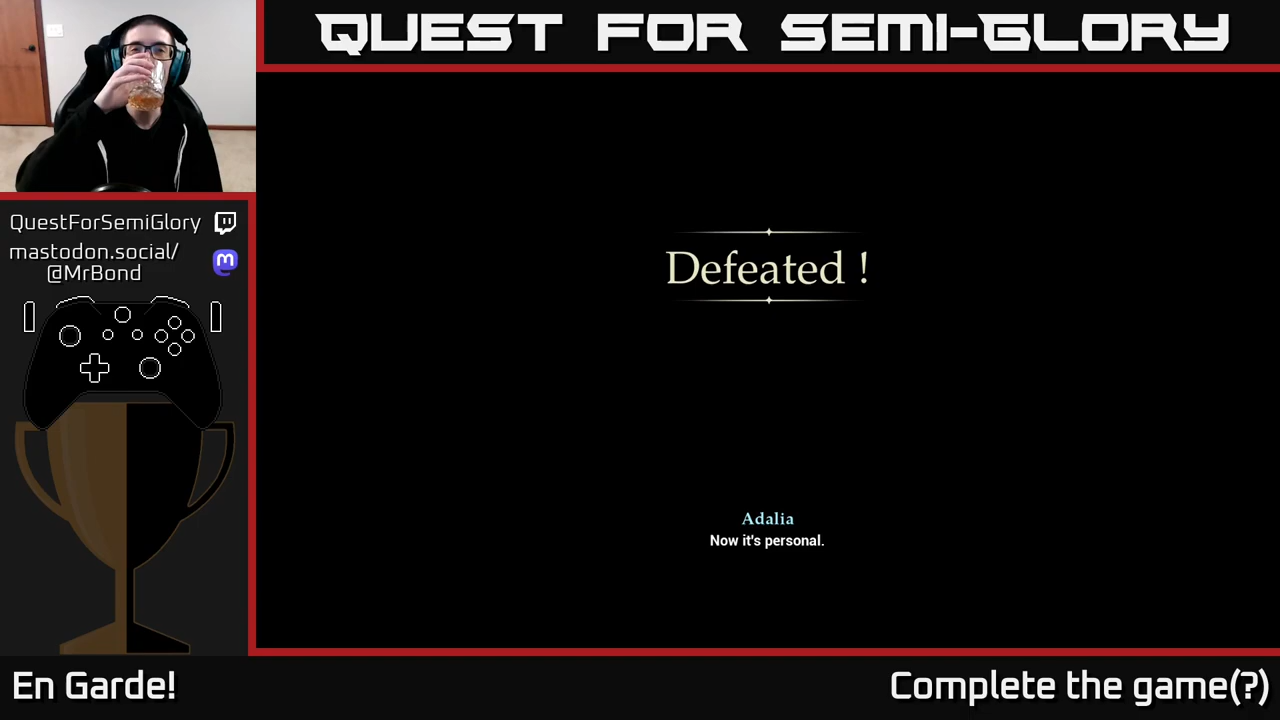 QUEST FOR SEMI-GLORY
QuestForSemiGlory
mastodon.social/
@MrBond
Defeated !
Adalia
Now it's personal.
En Garde!
Complete the game(?)